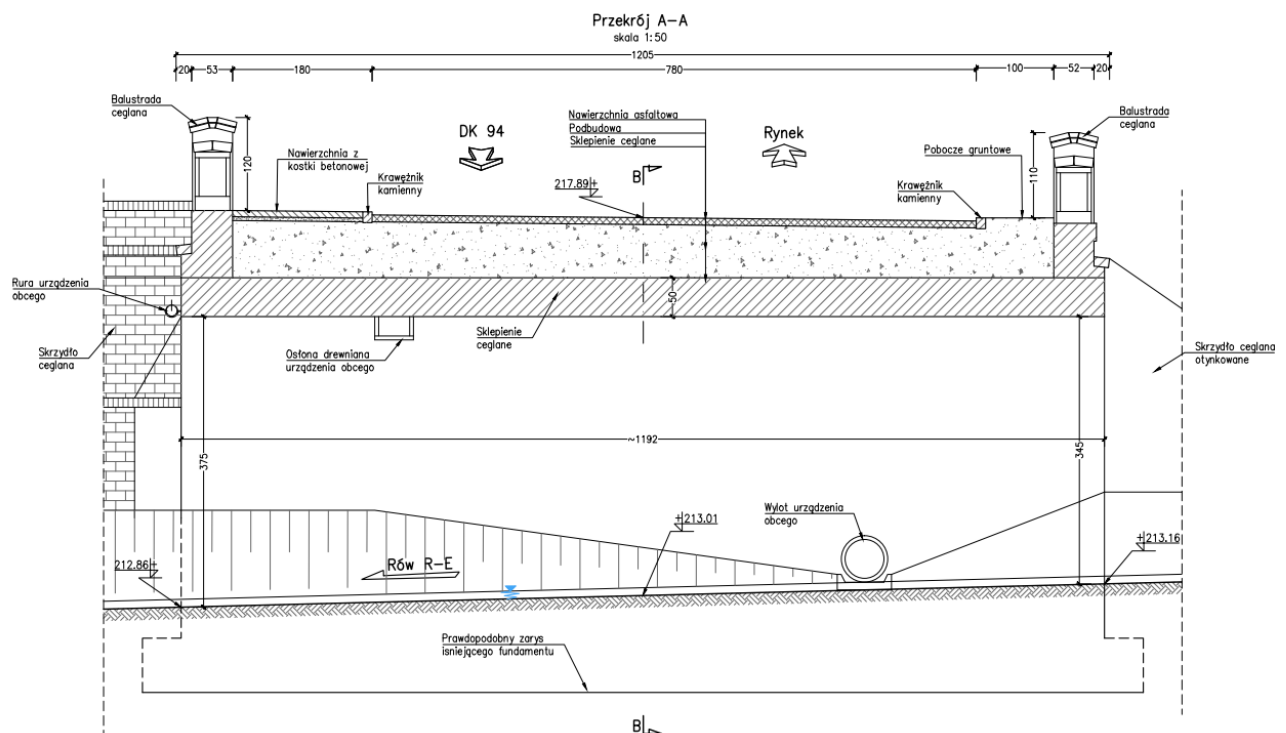 Przekrój A-A
skala 1:50
1205
20
53
180
780
100
52
20
Balustrada
ceglana
120
Nawierzchnia z
kostki betonowej
Krawężnik
kamienny
DK 94
Nawierzchnia asfaltowa
Podbudowa
Sklepienie ceglane
B
217.89
Rynek
Krawężnik
kamienny
Pobocze gruntowe
110
Balustrada
ceglana
Rura urządzenia
obcego
50
Skrzydło
ceglana
Osłona drewniana
urządzenia obcego
Sklepienie
ceglane
Skrzydło ceglana
otynkowane
~1192
375
345
Wylot urządzenia
obcego
213.01
213.16
212.86
Rów R-E
Prawdopodobny zarys
isniejącego fundamentu
B